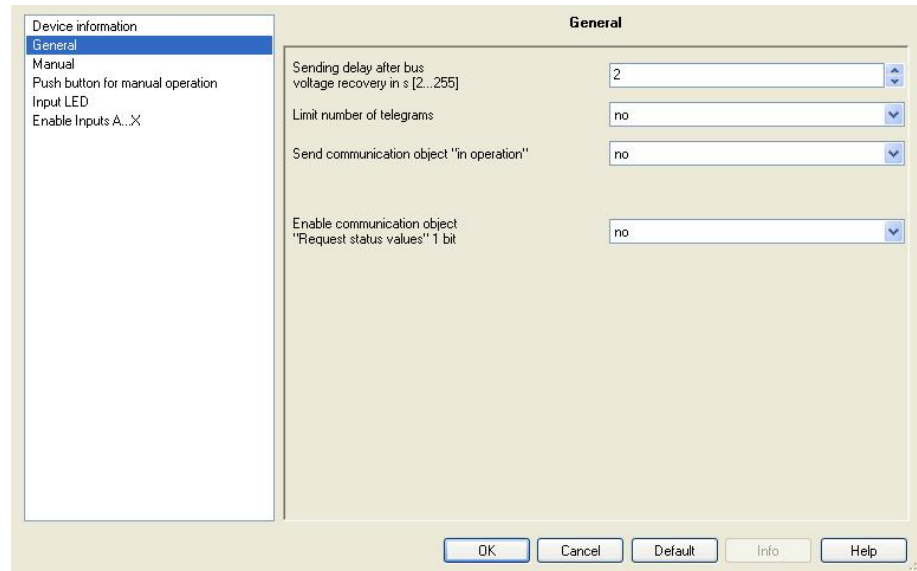 General
Device information
General
Manual
Push button for manual operation
Input LED
Enable Inputs A...X
Sending delay after bus
voltage recovery in s [2...255]
2
Limit number of telegrams
no
Send communication object "in operation"
no
Enable communication object
"Request status values" 1 bit
no
OK
Cancel
Default
Info
Help